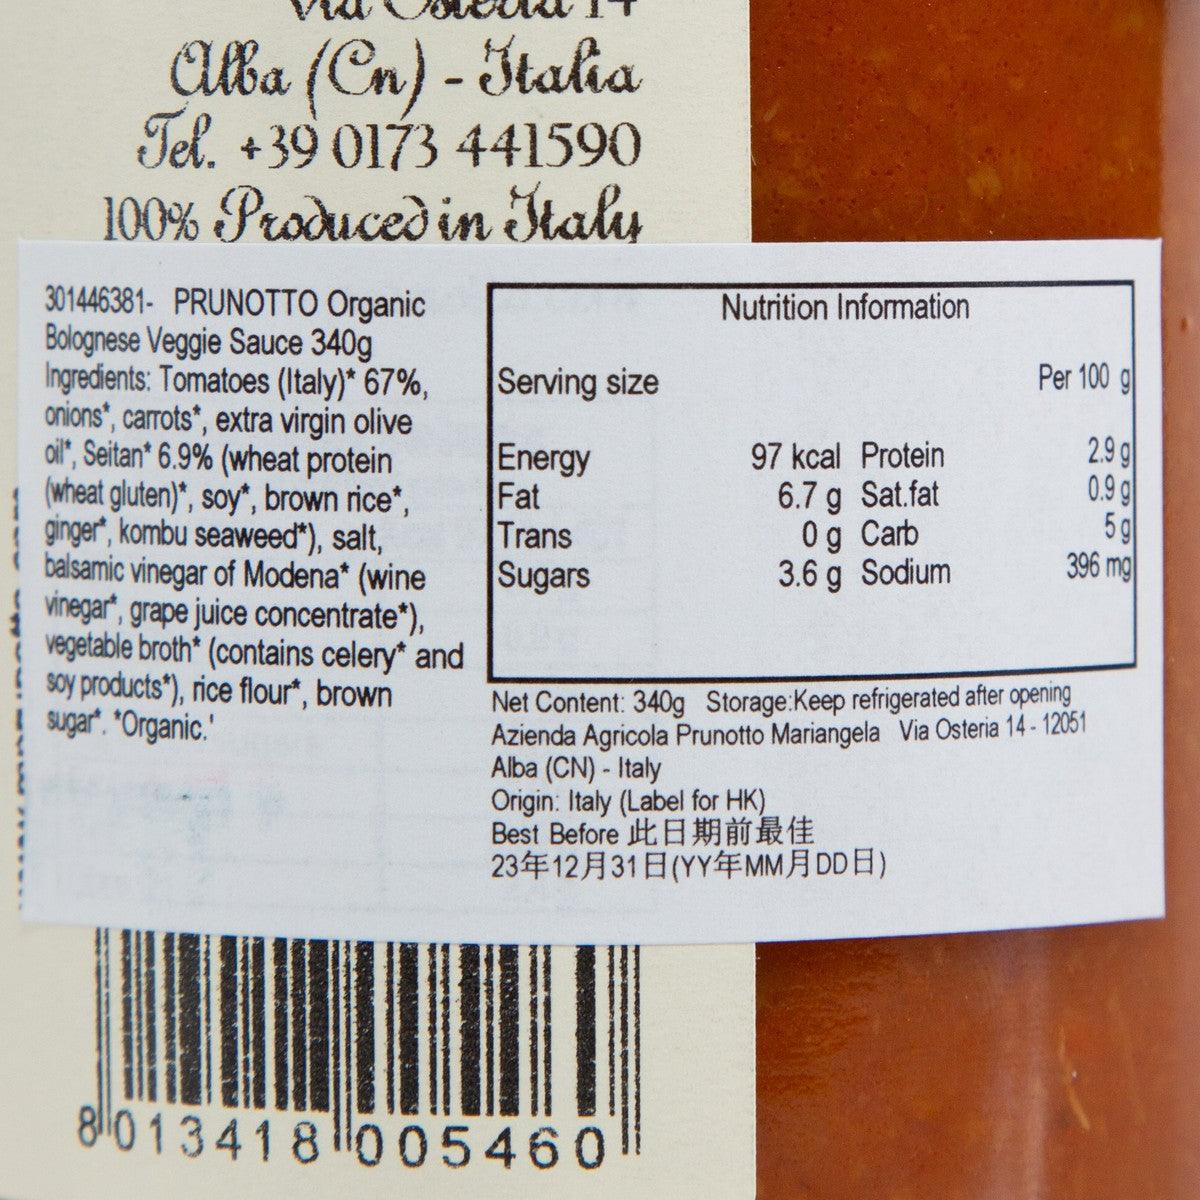 Via Osteria 14
Alba (Cn) - Italia
Tel. +39 0173 441590
100% Produced in Italy
301446381- PRUNOTTO Organic
Bolognese Veggie Sauce 340g
Ingredients: Tomatoes (Italy)* 67%,
onions*, carrots*, extra virgin olive
oil*, Seitan* 6.9% (wheat protein
(wheat gluten)*, soy*, brown rice*,
ginger*, kombu seaweed*), salt,
balsamic vinegar of Modena* (wine
vinegar*, grape juice concentrate*),
vegetable broth* (contains celery* and
soy products*), rice flour*, brown
sugar*. *Organic.'
Nutrition Information
Serving size Per 100 g
Energy 97 kcal Protein 2.9 g
Fat 6.7 g Sat.fat 0.9 g
Trans 0 g Carb 5 g
Sugars 3.6 g Sodium 396 mg
Net Content: 340g Storage:Keep refrigerated after opening
Azienda Agricola Prunotto Mariangela Via Osteria 14 - 12051
Alba (CN) - Italy
Origin: Italy (Label for HK)
Best Before 此日期前最佳
23年12月31日(YY年MM月DD日)
8 013418 005460